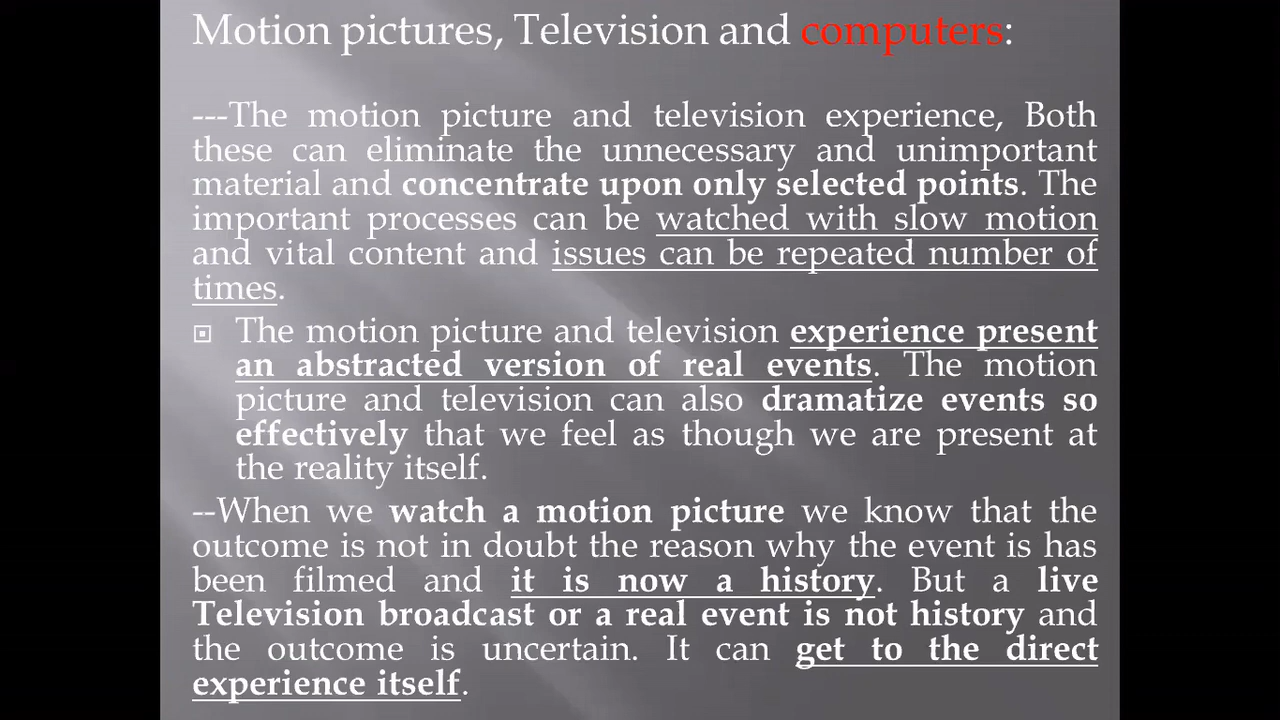 Motion pictures, Television and computers:
---The motion picture and television experience, Both
these can eliminate the unnecessary and unimportant
material and concentrate upon only selected points. The
important processes can be watched with slow motion
and vital content and issues can be repeated number of
times.
The motion picture and television experience present
an abstracted version of real events. The motion
picture and television can also dramatize events so
effectively that we feel as though we are present at
the reality itself.
--When we watch a motion picture we know that the
outcome is not in doubt the reason why the event is has
been filmed and it is now a history. But a live
Television broadcast or a real event is not history and
the outcome is uncertain. It can get to the direct
experience itself.